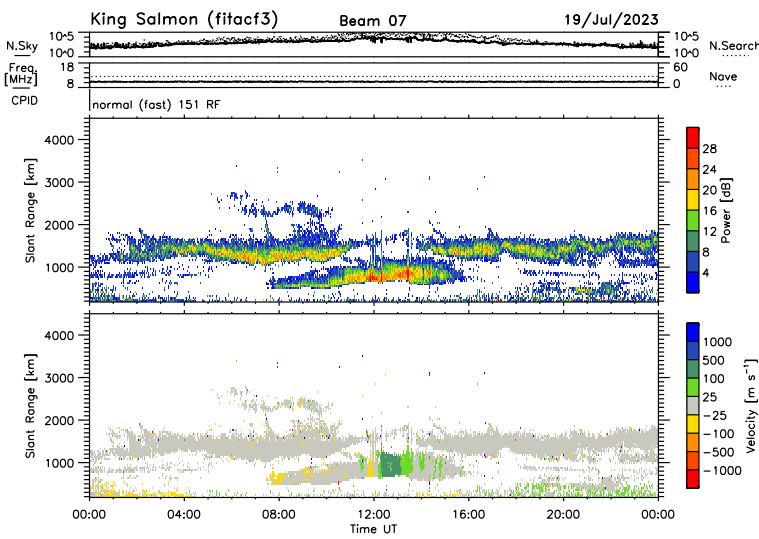 King Salmon (fitacf3) Beam 07 19/Jul/2023
N.Sky 10^5 10^0 10^5 10^0 N.Search
Freq. [MHz] 18 8 60 0 Nave
CPID normal (fast) 151 RF
Slant Range [km] 4000 3000 2000 1000
Power [dB] 28 24 20 16 12 8 4
Slant Range [km] 4000 3000 2000 1000
Velocity [m s⁻¹] 1000 500 100 25 −25 −100 −500 −1000
00:00 04:00 08:00 12:00 16:00 20:00 00:00
Time UT